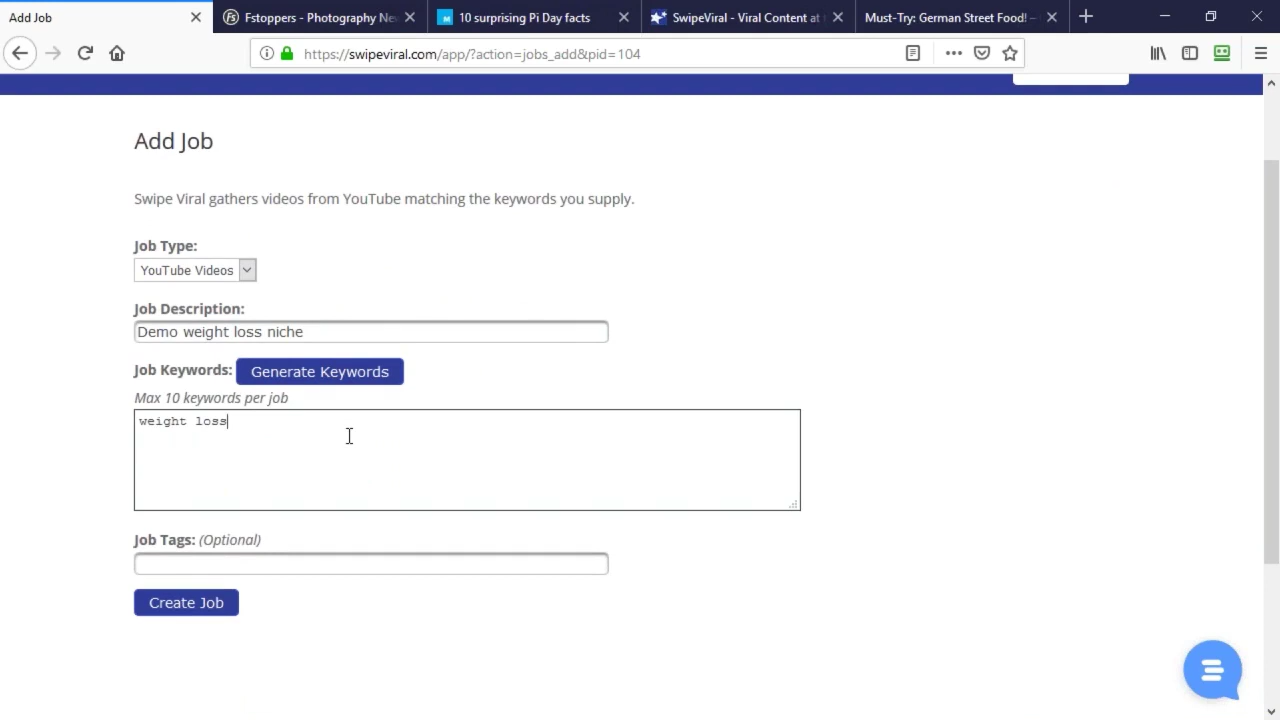 Add Job
Fstoppers - Photography Ne
10 surprising Pi Day facts
SwipeViral - Viral Content at
Must-Try: German Street Food! –
https://swipeviral.com/app/?action=jobs_add&pid=104
Add Job
Swipe Viral gathers videos from YouTube matching the keywords you supply.
Job Type:
YouTube Videos
Job Description:
Demo weight loss niche
Job Keywords: Generate Keywords
Max 10 keywords per job
weight loss
Job Tags: (Optional)
Create Job